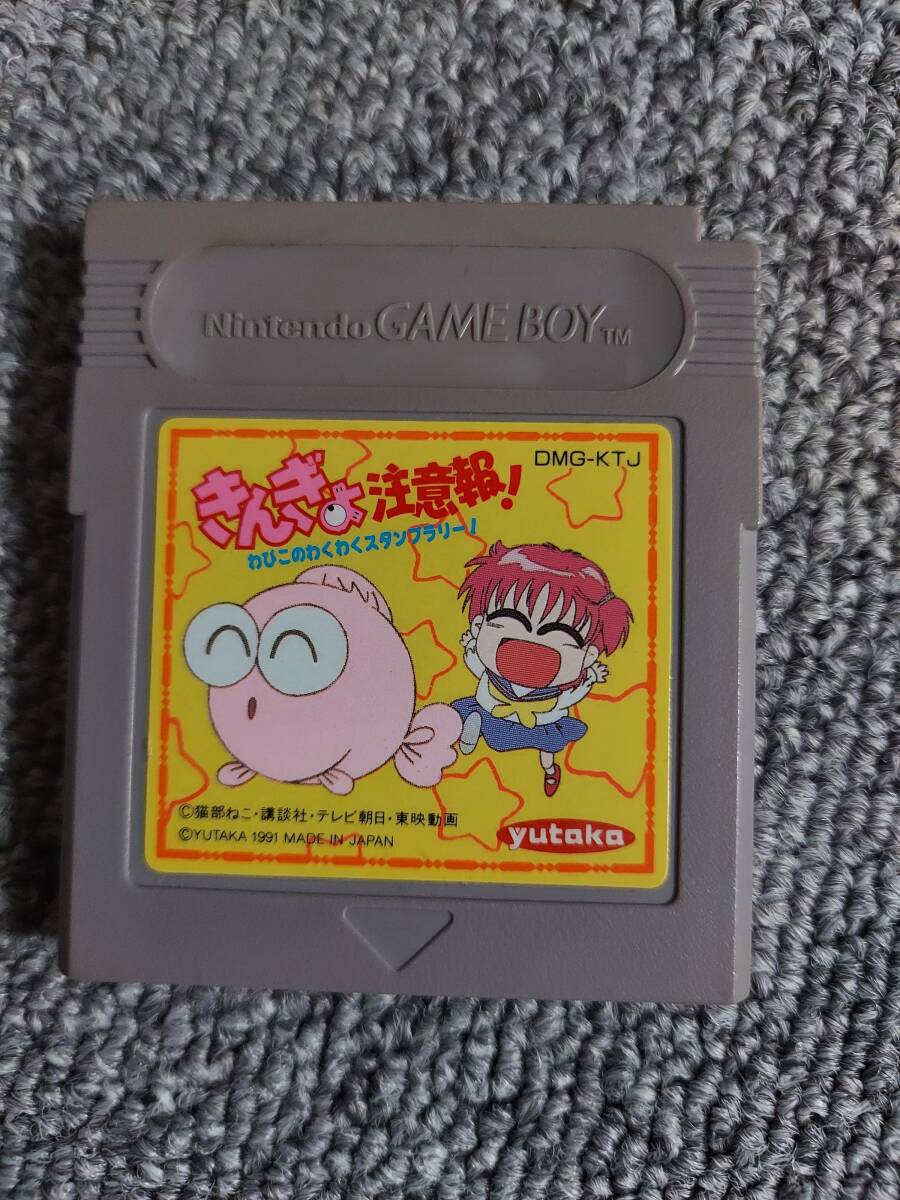 Nintendo GAME BOY TM
DMG-KTJ
きんぎょ注意報!
わぴこのわくわくスタンプラリー!
©猫部ねこ・講談社・テレビ朝日・東映動画
©YUTAKA 1991 MADE IN JAPAN
yutaka